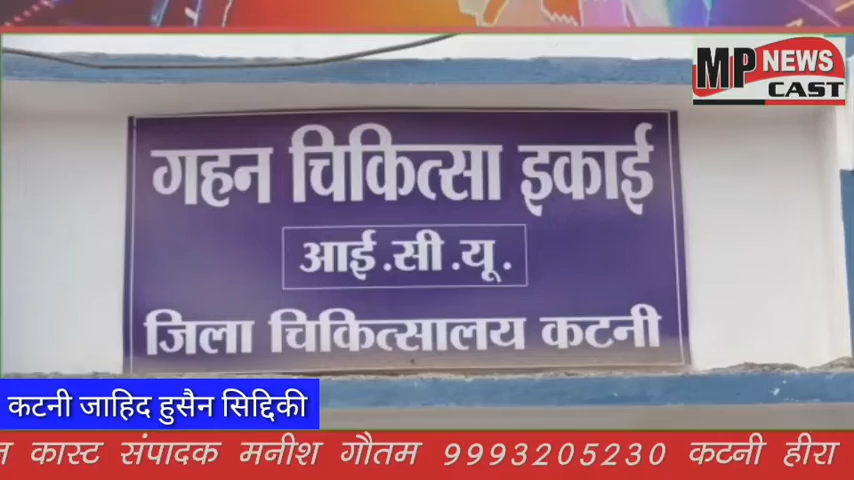 MP NEWS
CAST
गहन चिकित्सा इकाई
आई.सी.यू.
जिला चिकित्सालय कटनी
कटनी जाहिद हुसैन सिद्दिकी
कास्ट संपादक मनीश गौतम 9993205230 कटनी हीरा